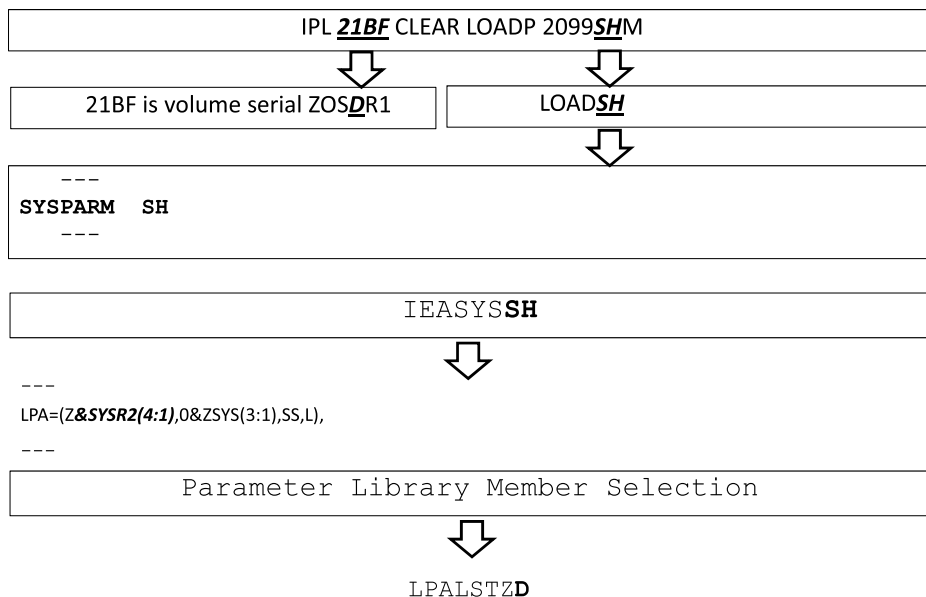 IPL 21BF CLEAR LOADP 2099SHM
21BF is volume serial ZOSDR1
LOADSH
---
SYSPARM SH
---
IEASYSSH
---
LPA=(Z&SYSR2(4:1),0&ZSYS(3:1),SS,L),
---
Parameter Library Member Selection
LPALSTZD